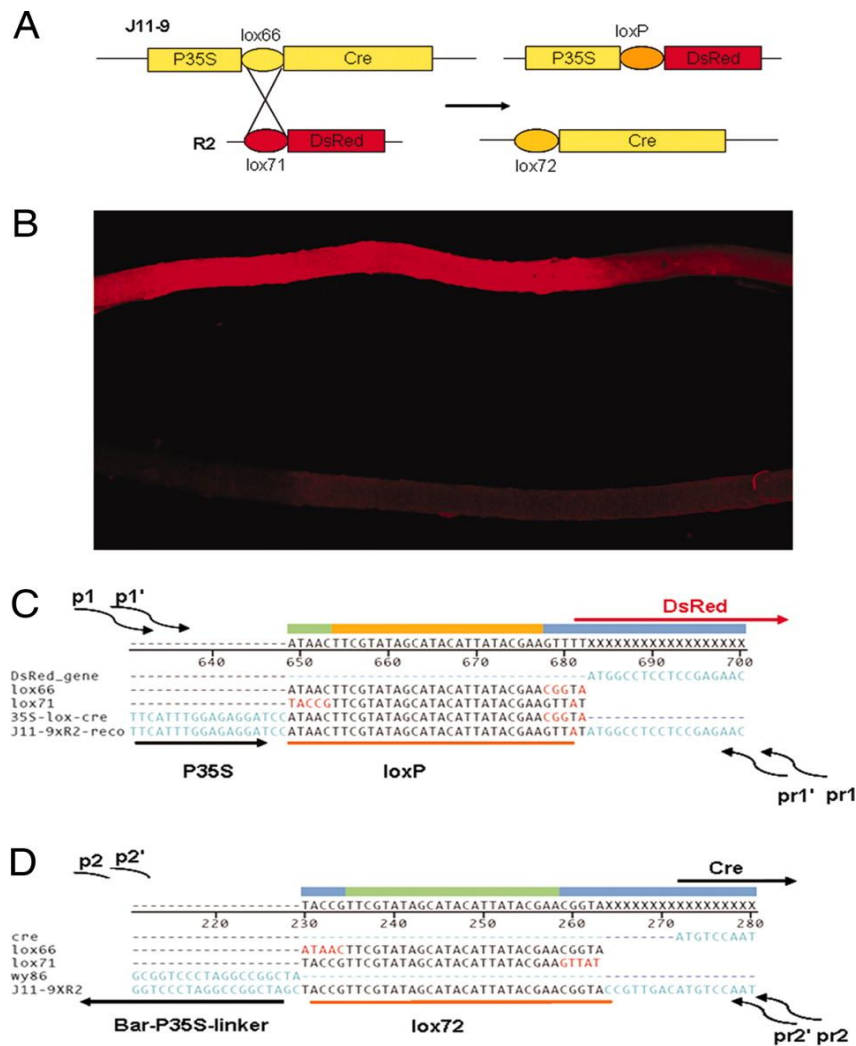 A
J11-9
lox66
P35S
Cre
R2
lox71
DsRed
loxP
P35S
DsRed
lox72
Cre
B
C
p1 p1'
DsRed
-----------------ATAACTTCGTATAGCATACATTATACGAAGTTTTXXXXXXXXXXXXXXXXXX
640 650 660 670 680 690 700
DsRed_gene ATGGCCTCCTCCGAGAAC
lox66 ATAACTTCGTATAGCATACATTATACGAACGGTA
lox71 TACCGTTCGTATAGCATACATTATACGAAGTTAT
35S-lox-cre TTCATTTGGAGAGGATCCATAACTTCGTATAGCATACATTATACGAACGGTA
J11-9xR2-reco TTCATTTGGAGAGGATCCATAACTTCGTATAGCATACATTATACGAAGTTATATGGCCTCCTCCGAGAAC
P35S
loxP
pr1' pr1
D
p2 p2'
Cre
TACCGTTCGTATAGCATACATTATACGAACGGTAXXXXXXXXXXXXXXXXX
220 230 240 250 260 270 280
cre ATGTCCAAT
lox66 ATAACTTCGTATAGCATACATTATACGAACGGTA
lox71 TACCGTTCGTATAGCATACATTATACGAAGTTAT
wy86 GCGGTCCCTAGGCCGGCTA
J11-9XR2 GGTCCCTAGGCCGGCTAGCTACCGTTCGTATAGCATACATTATACGAACGGTACCGTTGACATGTCCAAT
Bar-P35S-linker
lox72
pr2' pr2